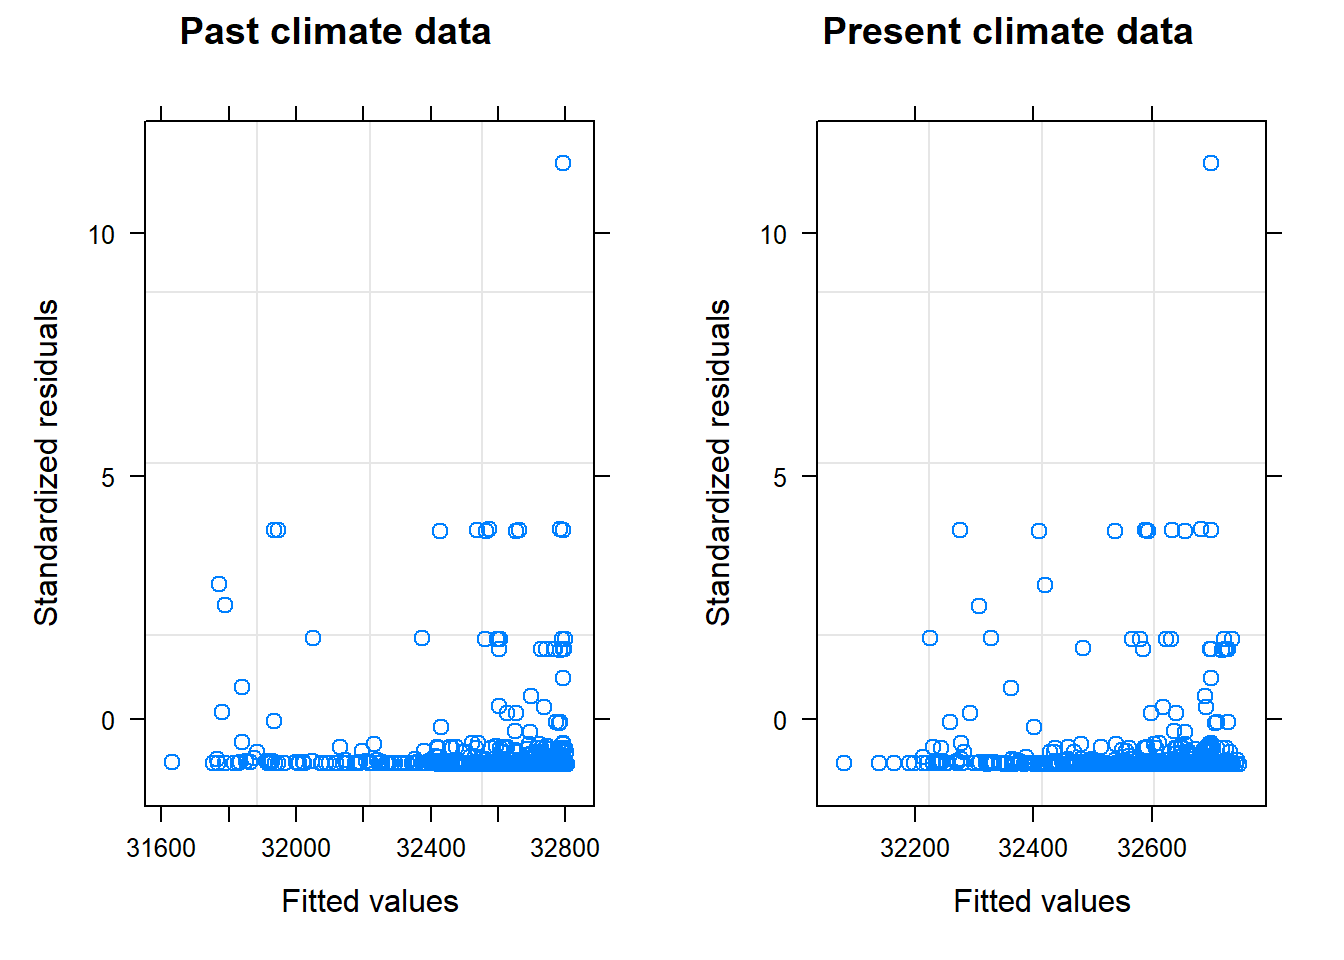 Past climate data
Standardized residuals
10
5
0
31600 32000 32400 32800
Fitted values
Present climate data
Standardized residuals
10
5
0
32200 32400 32600
Fitted values